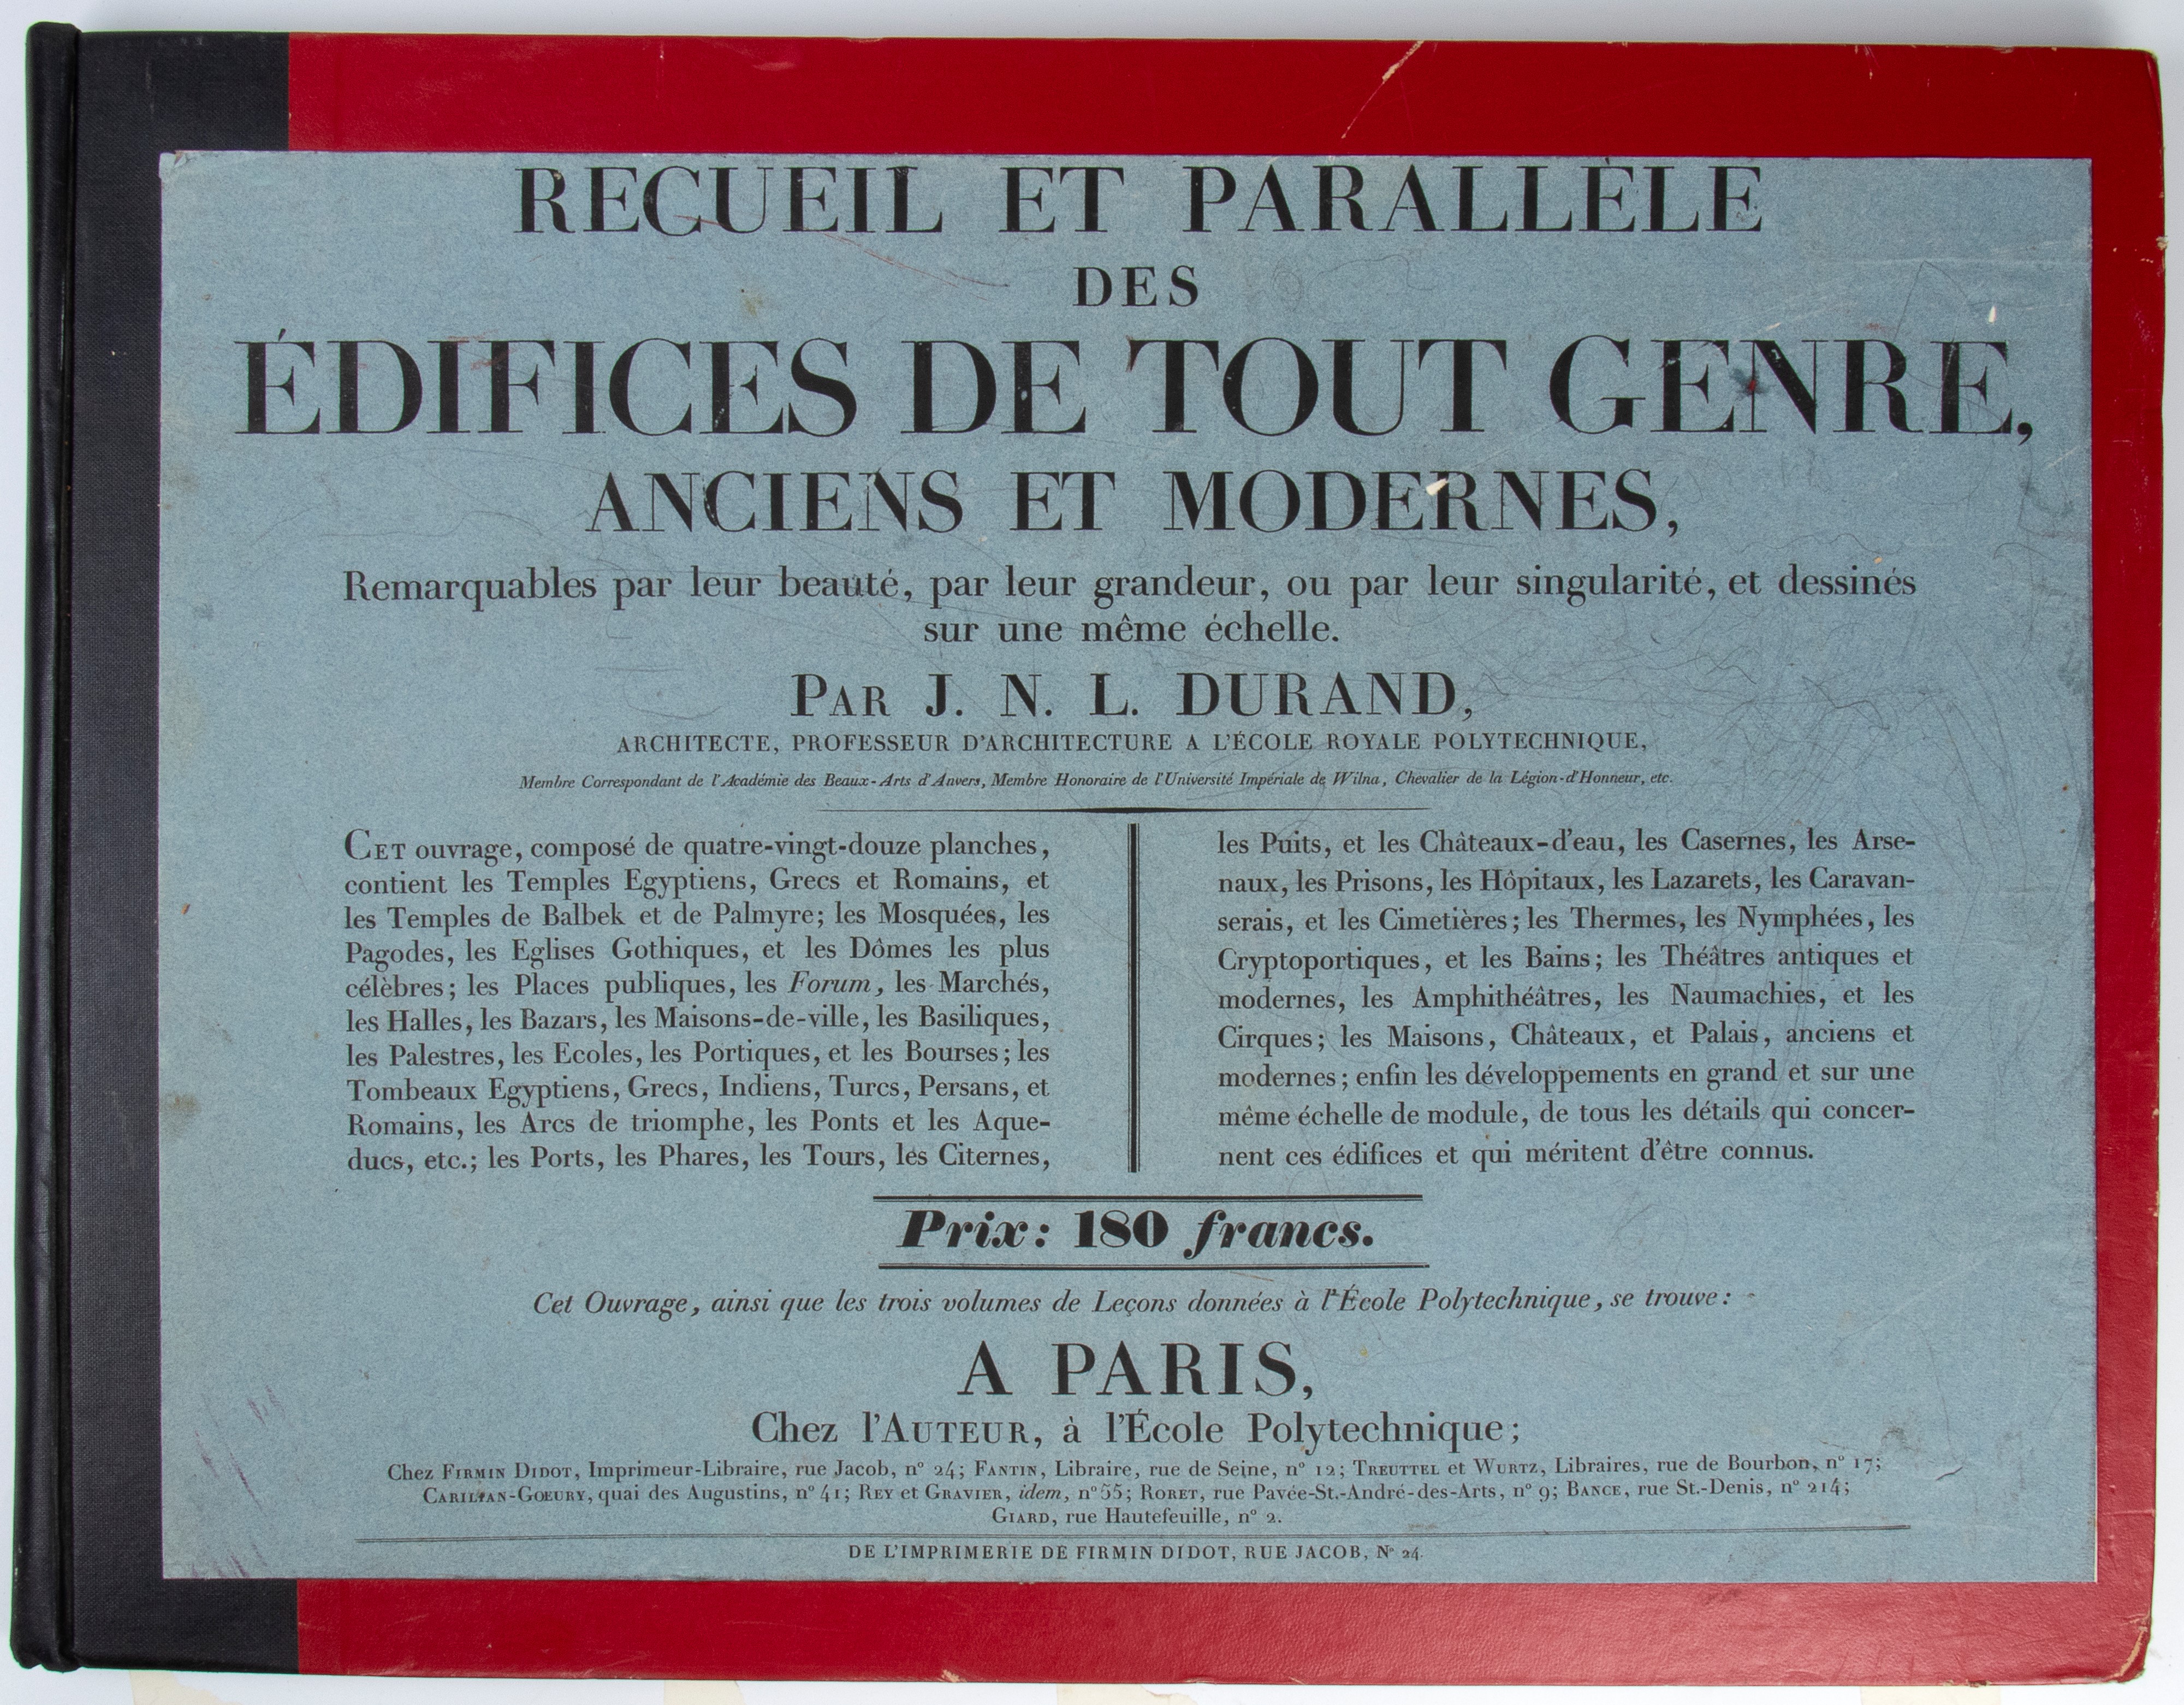 RECUEIL ET PARALLÈLE
DES
ÉDIFICES DE TOUT GENRE,
ANCIENS ET MODERNES,
Remarquables par leur beauté, par leur grandeur, ou par leur singularité, et dessinés
sur une même échelle.
PAR J. N. L. DURAND,
ARCHITECTE, PROFESSEUR D'ARCHITECTURE A L'ÉCOLE ROYALE POLYTECHNIQUE,
Membre Correspondant de l'Académie des Beaux-Arts d'Anvers, Membre Honoraire de l'Université Impériale de Wilna, Chevalier de la Légion-d'Honneur, etc.
CET ouvrage, composé de quatre-vingt-douze planches,
contient les Temples Egyptiens, Grecs et Romains, et
les Temples de Balbek et de Palmyre; les Mosquées, les
Pagodes, les Eglises Gothiques, et les Dômes les plus
célèbres; les Places publiques, les Forum, les Marchés,
les Halles, les Bazars, les Maisons-de-ville, les Basiliques,
les Palestres, les Ecoles, les Portiques, et les Bourses; les
Tombeaux Egyptiens, Grecs, Indiens, Turcs, Persans, et
Romains, les Arcs de triomphe, les Ponts et les Aque-
ducs, etc.; les Ports, les Phares, les Tours, les Citernes,
les Puits, et les Châteaux-d'eau, les Casernes, les Arse-
naux, les Prisons, les Hôpitaux, les Lazarets, les Caravan-
serais, et les Cimetières; les Thermes, les Nymphées, les
Cryptoportiques, et les Bains; les Théâtres antiques et
modernes, les Amphithéâtres, les Naumachies, et les
Cirques; les Maisons, Châteaux, et Palais, anciens et
modernes; enfin les développements en grand et sur une
même échelle de module, de tous les détails qui concer-
nent ces édifices et qui méritent d'être connus.
Prix: 180 francs.
Cet Ouvrage, ainsi que les trois volumes de Leçons données à l'École Polytechnique, se trouve:
A PARIS,
Chez l'AUTEUR, à l'École Polytechnique;
Chez FIRMIN DIDOT, Imprimeur-Libraire, rue Jacob, n° 24; FANTIN, Libraire, rue de Seine, n° 12; TREUTTEL et WURTZ, Libraires, rue de Bourbon, n° 17;
CARILIAN-GOEURY, quai des Augustins, n° 41; REY et GRAVIER, idem, n° 55; RORET, rue Pavée-St.-André-des-Arts, n° 9; BANCE, rue St.-Denis, n° 214;
GIARD, rue Hautefeuille, n° 2.
DE L'IMPRIMERIE DE FIRMIN DIDOT, RUE JACOB, N° 24.